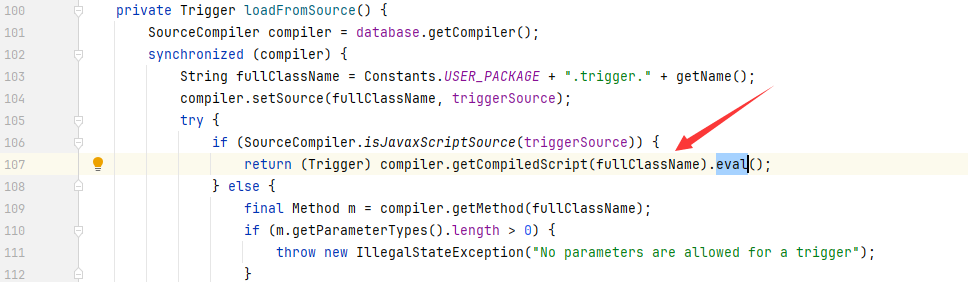 100 private Trigger loadFromSource() {
101 SourceCompiler compiler = database.getCompiler();
102 synchronized (compiler) {
103 String fullClassName = Constants.USER_PACKAGE + ".trigger." + getName();
104 compiler.setSource(fullClassName, triggerSource);
105 try {
106 if (SourceCompiler.isJavaxScriptSource(triggerSource)) {
107 return (Trigger) compiler.getCompiledScript(fullClassName).eval();
108 } else {
109 final Method m = compiler.getMethod(fullClassName);
110 if (m.getParameterTypes().length > 0) {
111 throw new IllegalStateException("No parameters are allowed for a trigger");
112 }